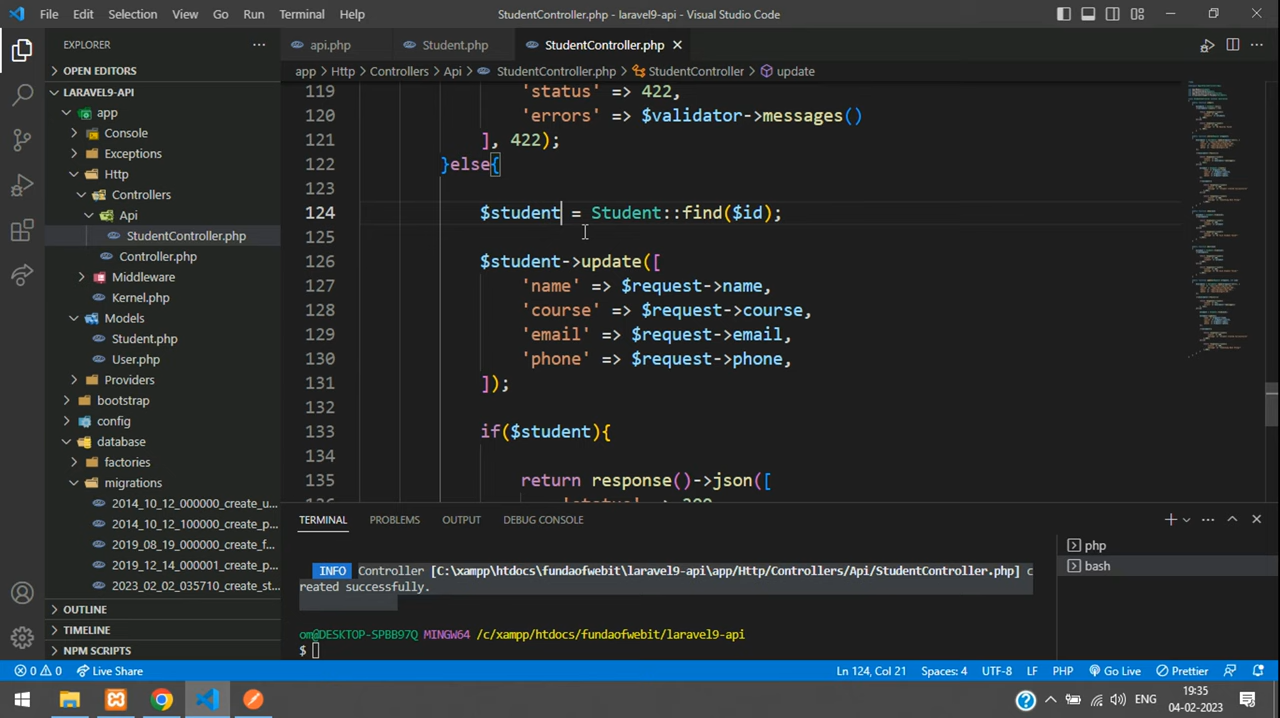 File Edit Selection View Go Run Terminal Help
StudentController.php - laravel9-api - Visual Studio Code
EXPLORER
OPEN EDITORS
LARAVEL9-API
app
Console
Exceptions
Http
Controllers
Api
StudentController.php
Controller.php
Middleware
Kernel.php
Models
Student.php
User.php
Providers
bootstrap
config
database
factories
migrations
2014_10_12_000000_create_u...
2014_10_12_100000_create_p...
2019_08_19_000000_create_f...
2019_12_14_000001_create_p...
2023_02_02_035710_create_st...
OUTLINE
TIMELINE
NPM SCRIPTS
api.php Student.php StudentController.php
app > Http > Controllers > Api > StudentController.php > StudentController > update
119 'status' => 422,
120 'errors' => $validator->messages()
121 ], 422);
122 }else{
123
124 $student = Student::find($id);
125
126 $student->update([
127 'name' => $request->name,
128 'course' => $request->course,
129 'email' => $request->email,
130 'phone' => $request->phone,
131 ]);
132
133 if($student){
134
135 return response()->json([
136 'status' => 200,
TERMINAL PROBLEMS OUTPUT DEBUG CONSOLE
INFO Controller [C:\xampp\htdocs\fundaofwebit\laravel9-api\app/Http/Controllers/Api/StudentController.php] c
reated successfully.
om@DESKTOP-SPBB97Q MINGW64 /c/xampp/htdocs/fundaofwebit/laravel9-api
$
php
bash
0 0 Live Share Ln 124, Col 21 Spaces: 4 UTF-8 LF PHP Go Live Prettier
ENG
19:35
04-02-2023